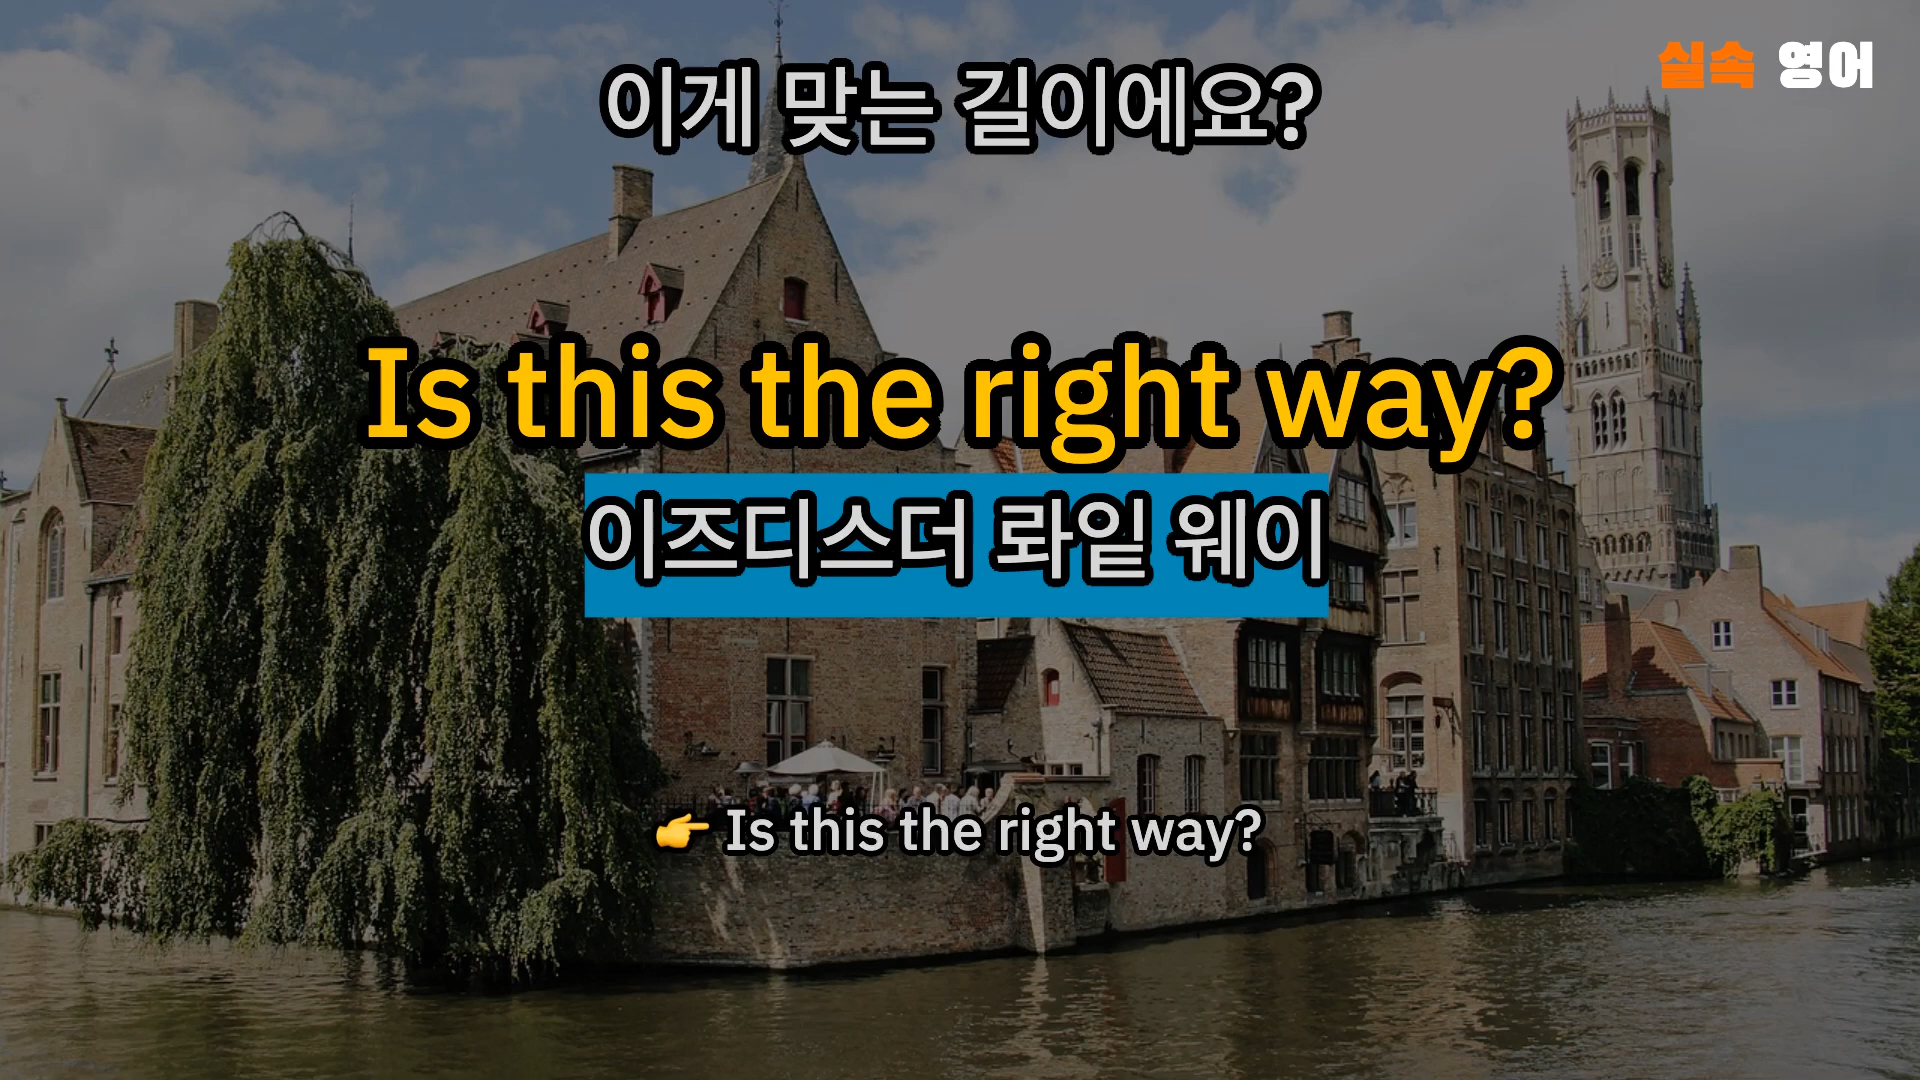 실속 영어
이게 맞는 길이에요?
Is this the right way?
이즈디스더 롸잍 웨이
👉 Is this the right way?